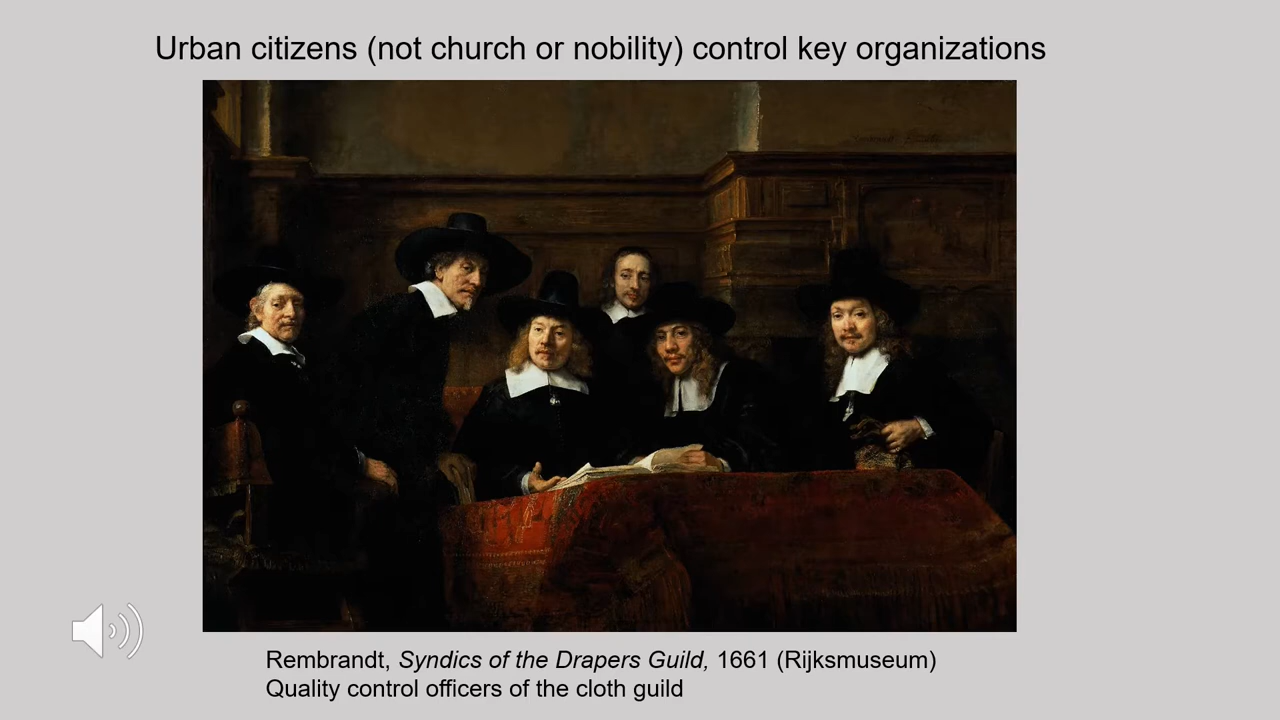 Urban citizens (not church or nobility) control key organizations
Rembrandt, Syndics of the Drapers Guild, 1661 (Rijksmuseum)
Quality control officers of the cloth guild